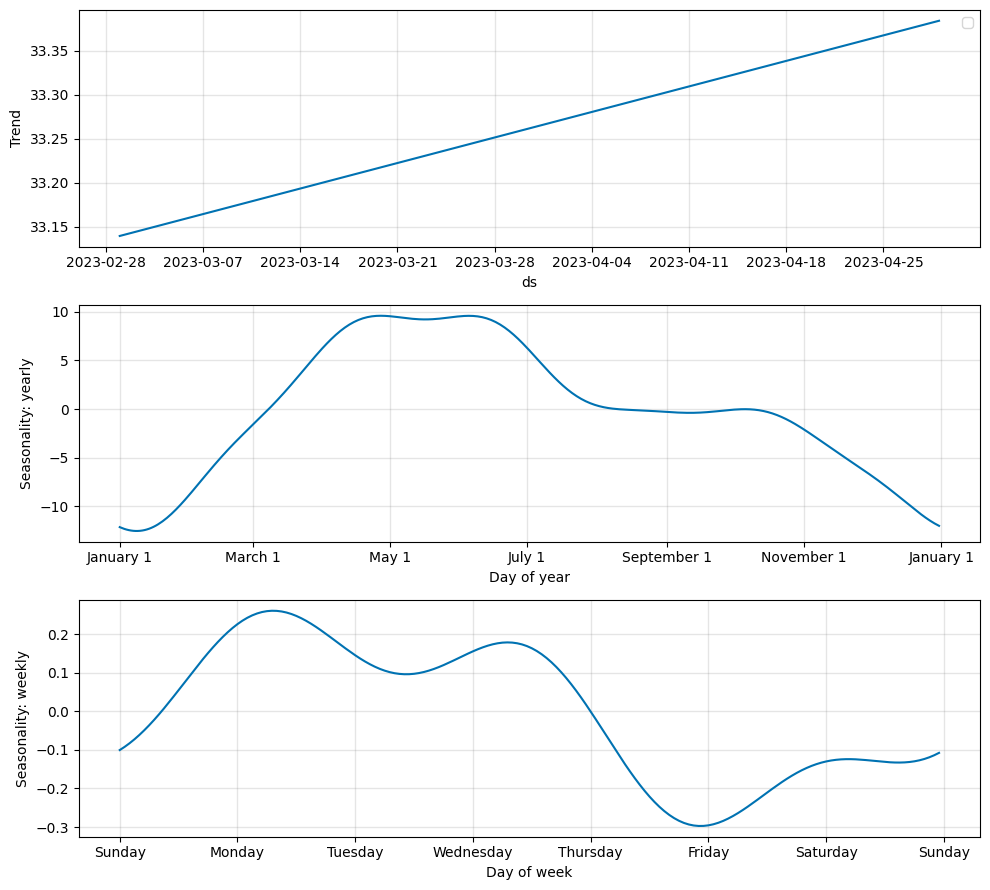 33.35
33.30
33.25
33.20
33.15
Trend
2023-02-28 2023-03-07 2023-03-14 2023-03-21 2023-03-28 2023-04-04 2023-04-11 2023-04-18 2023-04-25
ds
10
5
0
−5
−10
Seasonality: yearly
January 1 March 1 May 1 July 1 September 1 November 1 January 1
Day of year
0.2
0.1
0.0
−0.1
−0.2
−0.3
Seasonality: weekly
Sunday Monday Tuesday Wednesday Thursday Friday Saturday Sunday
Day of week